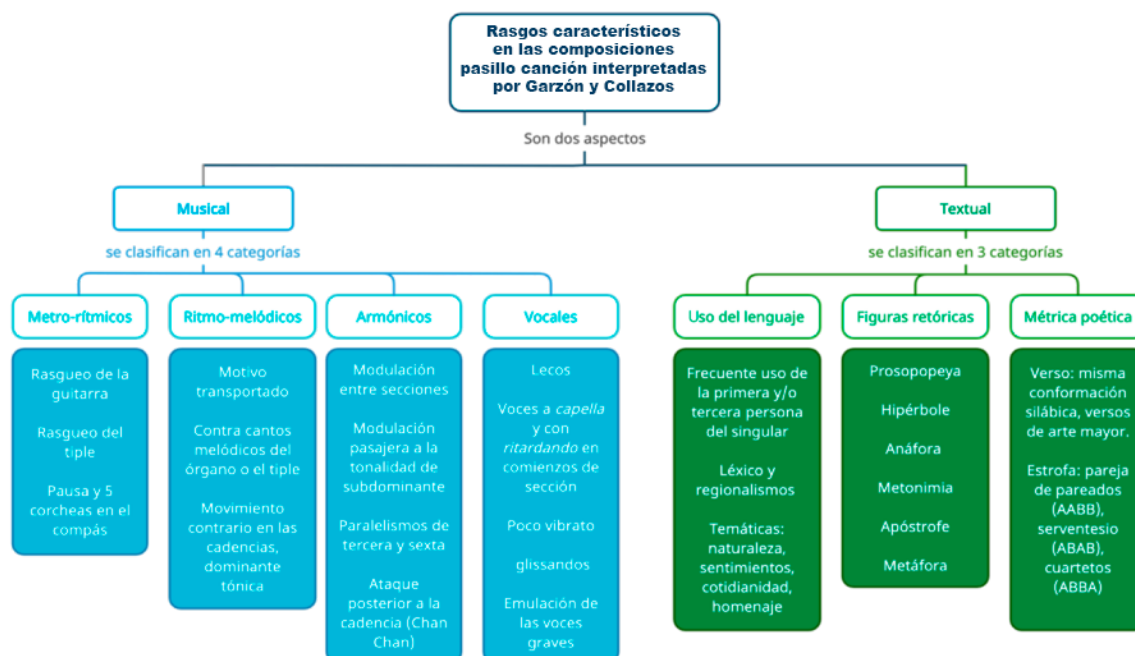 Rasgos característicos
en las composiciones
pasillo canción interpretadas
por Garzón y Collazos
Son dos aspectos
Musical
se clasifican en 4 categorías
Metro-rítmicos
Rasgueo de la
guitarra
Rasgueo del
tiple
Pausa y 5
corcheas en el
compás
Ritmo-melódicos
Motivo
transportado
Contra cantos
melódicos del
órgano o el tiple
Movimiento
contrario en las
cadencias,
dominante
tónica
Armónicos
Modulación
entre secciones
Modulación
pasajera a la
tonalidad de
subdominante
Paralelismos de
tercera y sexta
Ataque
posterior a la
cadencia (Chan
Chan)
Vocales
Lecos
Voces a capella
y con
ritardando en
comienzos de
sección
Poco vibrato
glissandos
Emulación de
las voces
graves
Textual
se clasifican en 3 categorías
Uso del lenguaje
Frecuente uso de
la primera y/o
tercera persona
del singular
Léxico y
regionalismos
Temáticas:
naturaleza,
sentimientos,
cotidianidad,
homenaje
Figuras retóricas
Prosopopeya
Hipérbole
Anáfora
Metonimia
Apóstrofe
Metáfora
Métrica poética
Verso: misma
conformación
silábica, versos
de arte mayor.
Estrofa: pareja
de pareados
(AABB),
serventesio
(ABAB),
cuartetos
(ABBA)